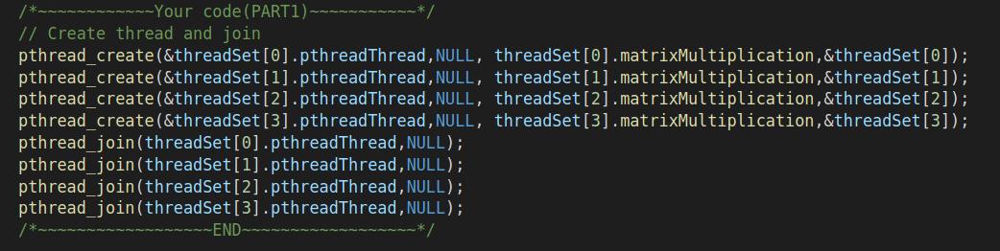 /*~~~~~~~~~~~~Your code(PART1)~~~~~~~~~~~*/
// Create thread and join
pthread_create(&threadSet[0].pthreadThread,NULL, threadSet[0].matrixMultiplication,&threadSet[0]);
pthread_create(&threadSet[1].pthreadThread,NULL, threadSet[1].matrixMultiplication,&threadSet[1]);
pthread_create(&threadSet[2].pthreadThread,NULL, threadSet[2].matrixMultiplication,&threadSet[2]);
pthread_create(&threadSet[3].pthreadThread,NULL, threadSet[3].matrixMultiplication,&threadSet[3]);
pthread_join(threadSet[0].pthreadThread,NULL);
pthread_join(threadSet[1].pthreadThread,NULL);
pthread_join(threadSet[2].pthreadThread,NULL);
pthread_join(threadSet[3].pthreadThread,NULL);
/*~~~~~~~~~~~~~~~~~~END~~~~~~~~~~~~~~~~~~*/